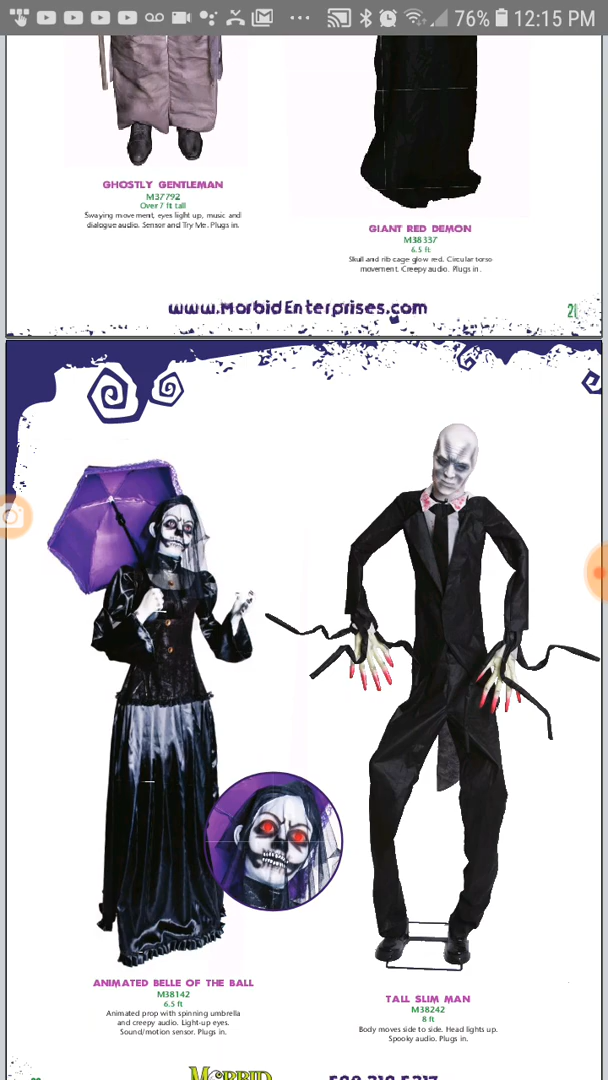 76% 12:15 PM
GHOSTLY GENTLEMAN
M37792
Over 7 ft tall
Swaying movement, eyes light up, music and
dialogue audio. Sensor and Try Me. Plugs in.
GIANT RED DEMON
M38337
6.5 ft
Skull and rib cage glow red. Circular torso
movement. Creepy audio. Plugs in.
www.MorbidEnterprises.com
21
ANIMATED BELLE OF THE BALL
M38142
6.5 ft
Animated prop with spinning umbrella
and creepy audio. Light-up eyes.
Sound/motion sensor. Plugs in.
TALL SLIM MAN
M38242
8 ft
Body moves side to side. Head lights up.
Spooky audio. Plugs in.
MORBID